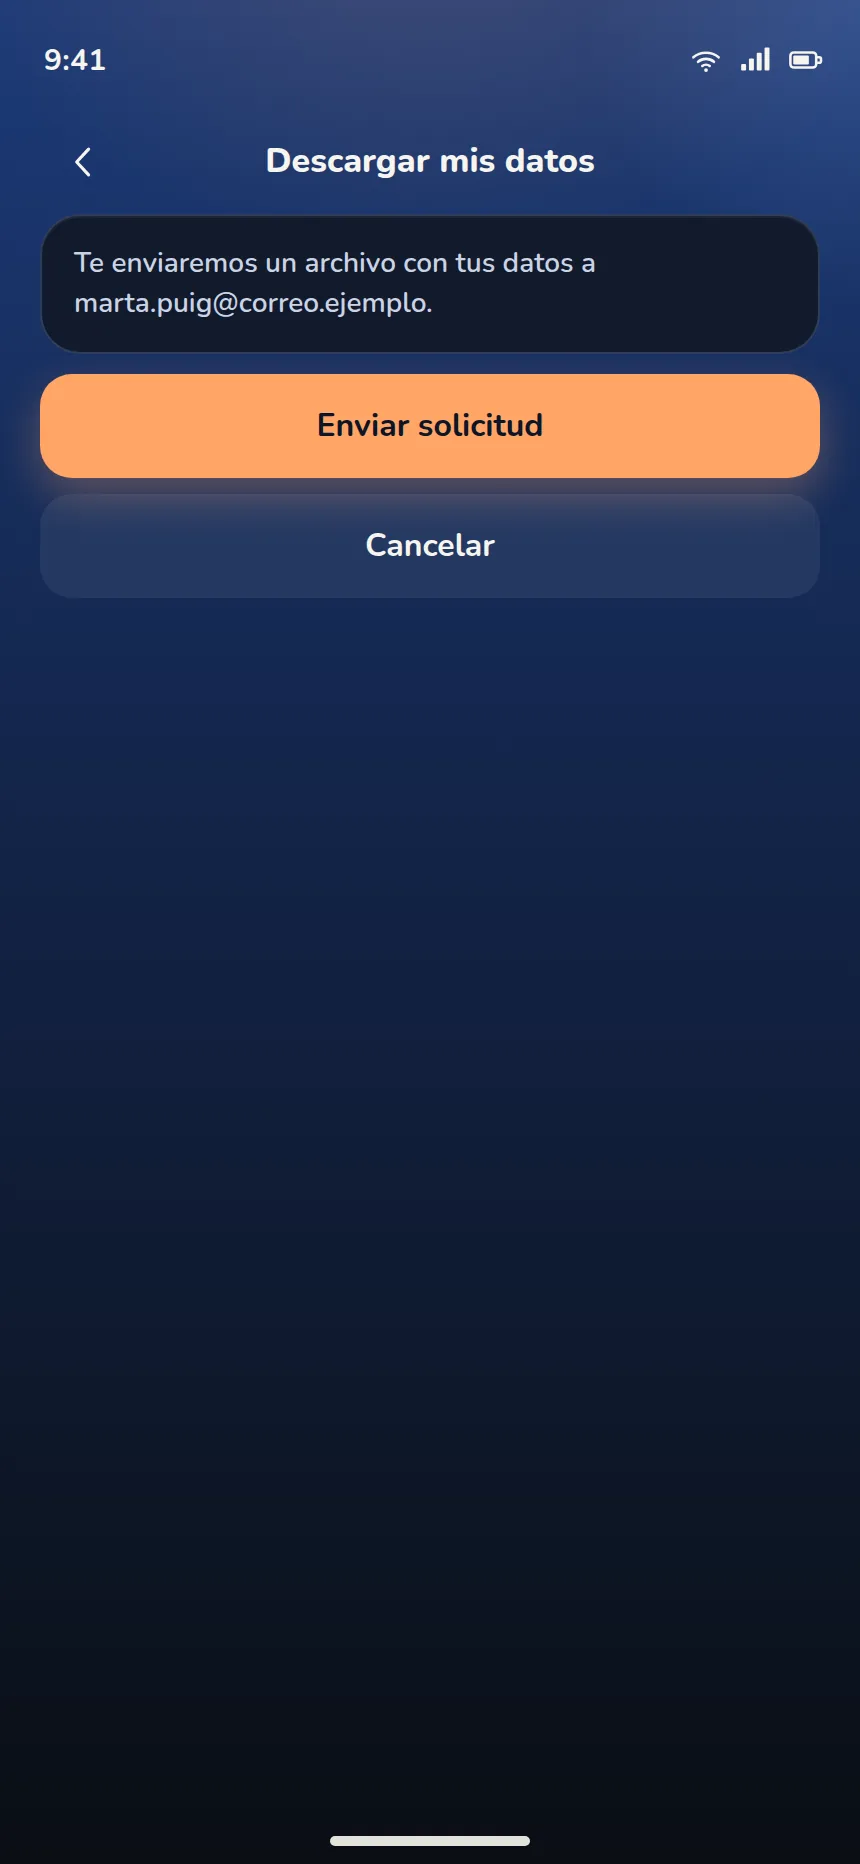 9:41
Descargar mis datos
Te enviaremos un archivo con tus datos a
marta.puig@correo.ejemplo.
Enviar solicitud
Cancelar